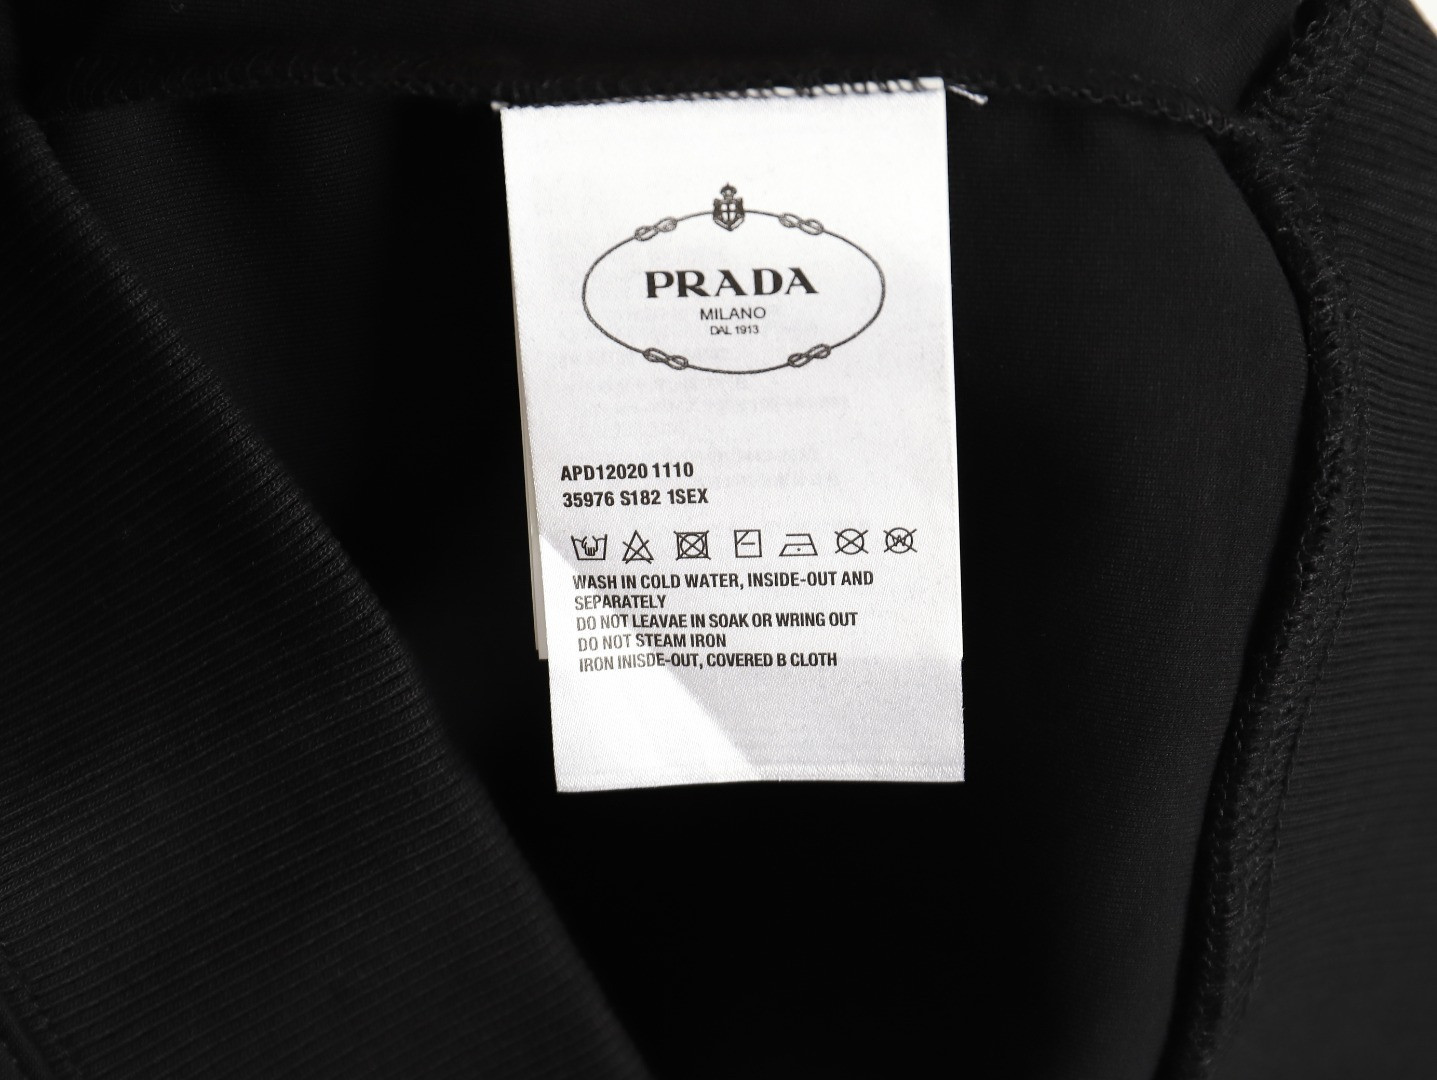 PRADA
MILANO
DAL 1913
APD12020 1110
35976 S182 1SEX
WASH IN COLD WATER, INSIDE-OUT AND
SEPARATELY
DO NOT LEAVAE IN SOAK OR WRING OUT
DO NOT STEAM IRON
IRON INISDE-OUT, COVERED B CLOTH